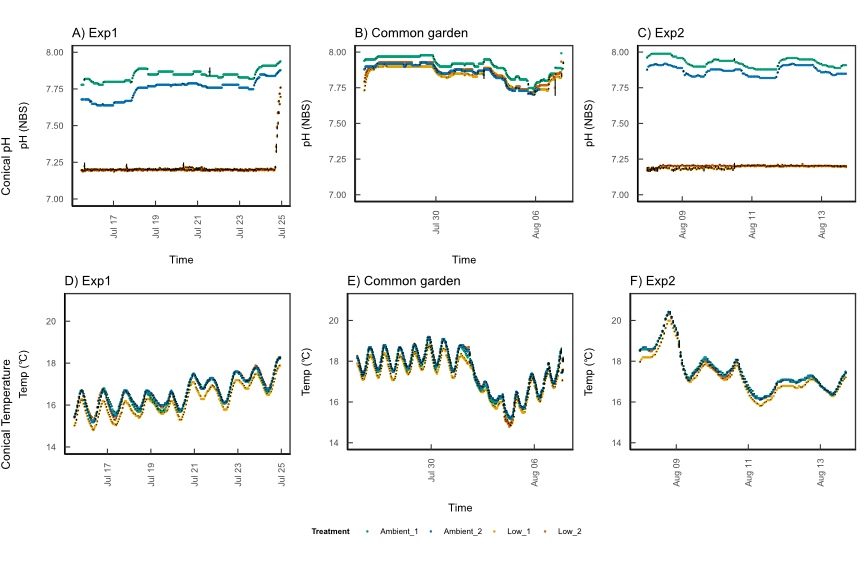 A) Exp1
B) Common garden
C) Exp2
Conical pH
pH (NBS)
8.00
7.75
7.50
7.25
7.00
Jul 17
Jul 19
Jul 21
Jul 23
Jul 25
Time
pH (NBS)
8.00
7.75
7.50
7.25
7.00
Jul 30
Aug 06
Time
pH (NBS)
8.00
7.75
7.50
7.25
7.00
Aug 09
Aug 11
Aug 13
Time
D) Exp1
E) Common garden
F) Exp2
Conical Temperature
Temp (°C)
20
18
16
14
Jul 17
Jul 19
Jul 21
Jul 23
Jul 25
Temp (°C)
20
18
16
14
Jul 30
Aug 06
Time
Temp (°C)
20
18
16
14
Aug 09
Aug 11
Aug 13
Treatment Ambient_1 Ambient_2 Low_1 Low_2